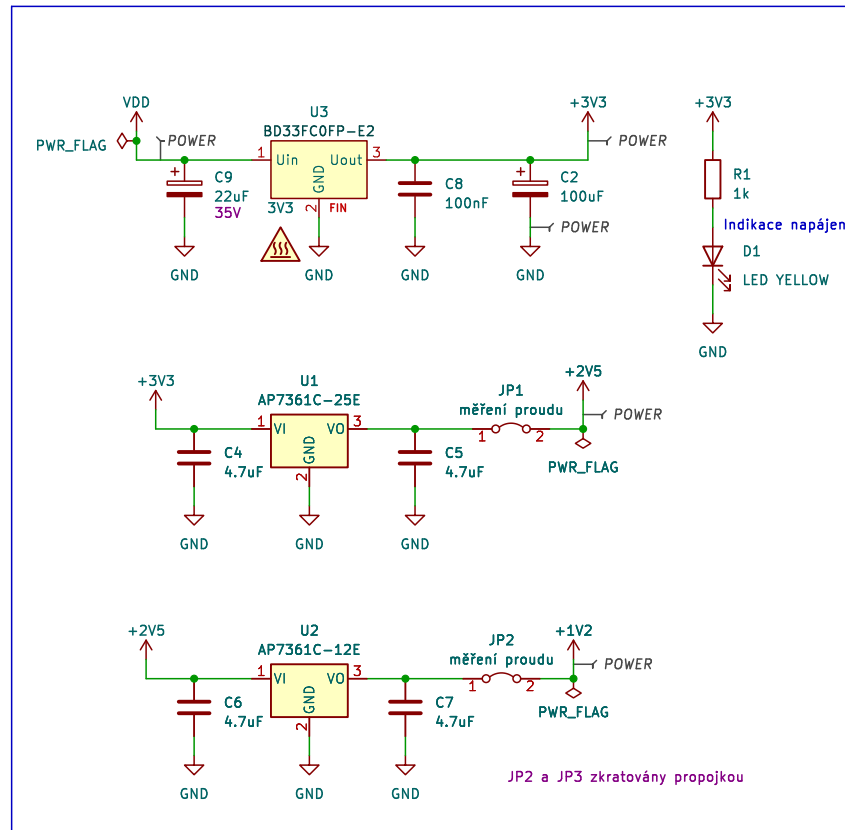 VDD
PWR_FLAG
POWER
U3
BD33FC0FP-E2
1
Uin
Uout
3
GND
2
3V3
FIN
C9
22uF
35V
GND
GND
C8
100nF
GND
C2
100uF
POWER
GND
+3V3
POWER
+3V3
R1
1k
Indikace napájen
D1
LED YELLOW
GND
+3V3
U1
AP7361C-25E
1
VI
VO
3
GND
2
C4
4.7uF
GND
GND
C5
4.7uF
GND
JP1
měření proudu
1
2
+2V5
POWER
PWR_FLAG
+2V5
U2
AP7361C-12E
1
VI
VO
3
GND
2
C6
4.7uF
GND
GND
C7
4.7uF
GND
JP2
měření proudu
1
2
+1V2
POWER
PWR_FLAG
JP2 a JP3 zkratovány propojkou